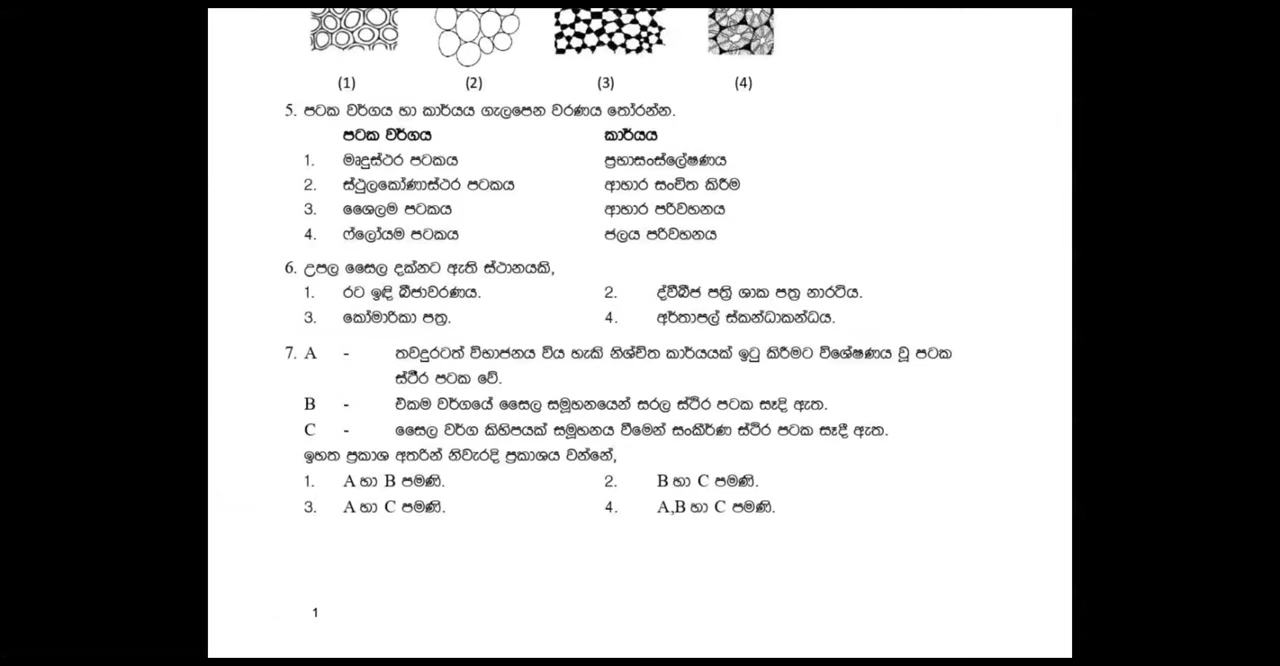 (1) (2) (3) (4)
5. පටක වර්ගය හා කාර්යය ගැලපෙන වරණය තෝරන්න.
පටක වර්ගය කාර්යය
1. මෘදුස්ථර පටකය ප්‍රභාසංස්ලේෂණය
2. ස්ථූලකෝණාස්ථර පටකය ආහාර සංචිත කිරීම
3. ශෛලම පටකය ආහාර පරිවහනය
4. ෆ්ලෝයම පටකය ජලය පරිවහනය
6. උපල සෛල දක්නට ඇති ස්ථානයකි,
1. රට ඉඳි බීජාවරණය. 2. ද්වීබීජ පත්‍රි ශාක පත්‍ර නාරටිය.
3. කෝමාරිකා පත්‍ර. 4. අර්තාපල් ස්කන්ධාකන්ධය.
7. A - තවදුරටත් විභාජනය විය හැකි නිශ්චිත කාර්යයක් ඉටු කිරීමට විශේෂණය වූ පටක
ස්ථීර පටක වේ.
B - එකම වර්ගයේ සෛල සමූහනයෙන් සරල ස්ථිර පටක සෑදි ඇත.
C - සෛල වර්ග කිහිපයක් සමූහනය වීමෙන් සංකීර්ණ ස්ථිර පටක සෑදී ඇත.
ඉහත ප්‍රකාශ අතරින් නිවැරදි ප්‍රකාශය වන්නේ,
1. A හා B පමණි. 2. B හා C පමණි.
3. A හා C පමණි. 4. A,B හා C පමණි.
1